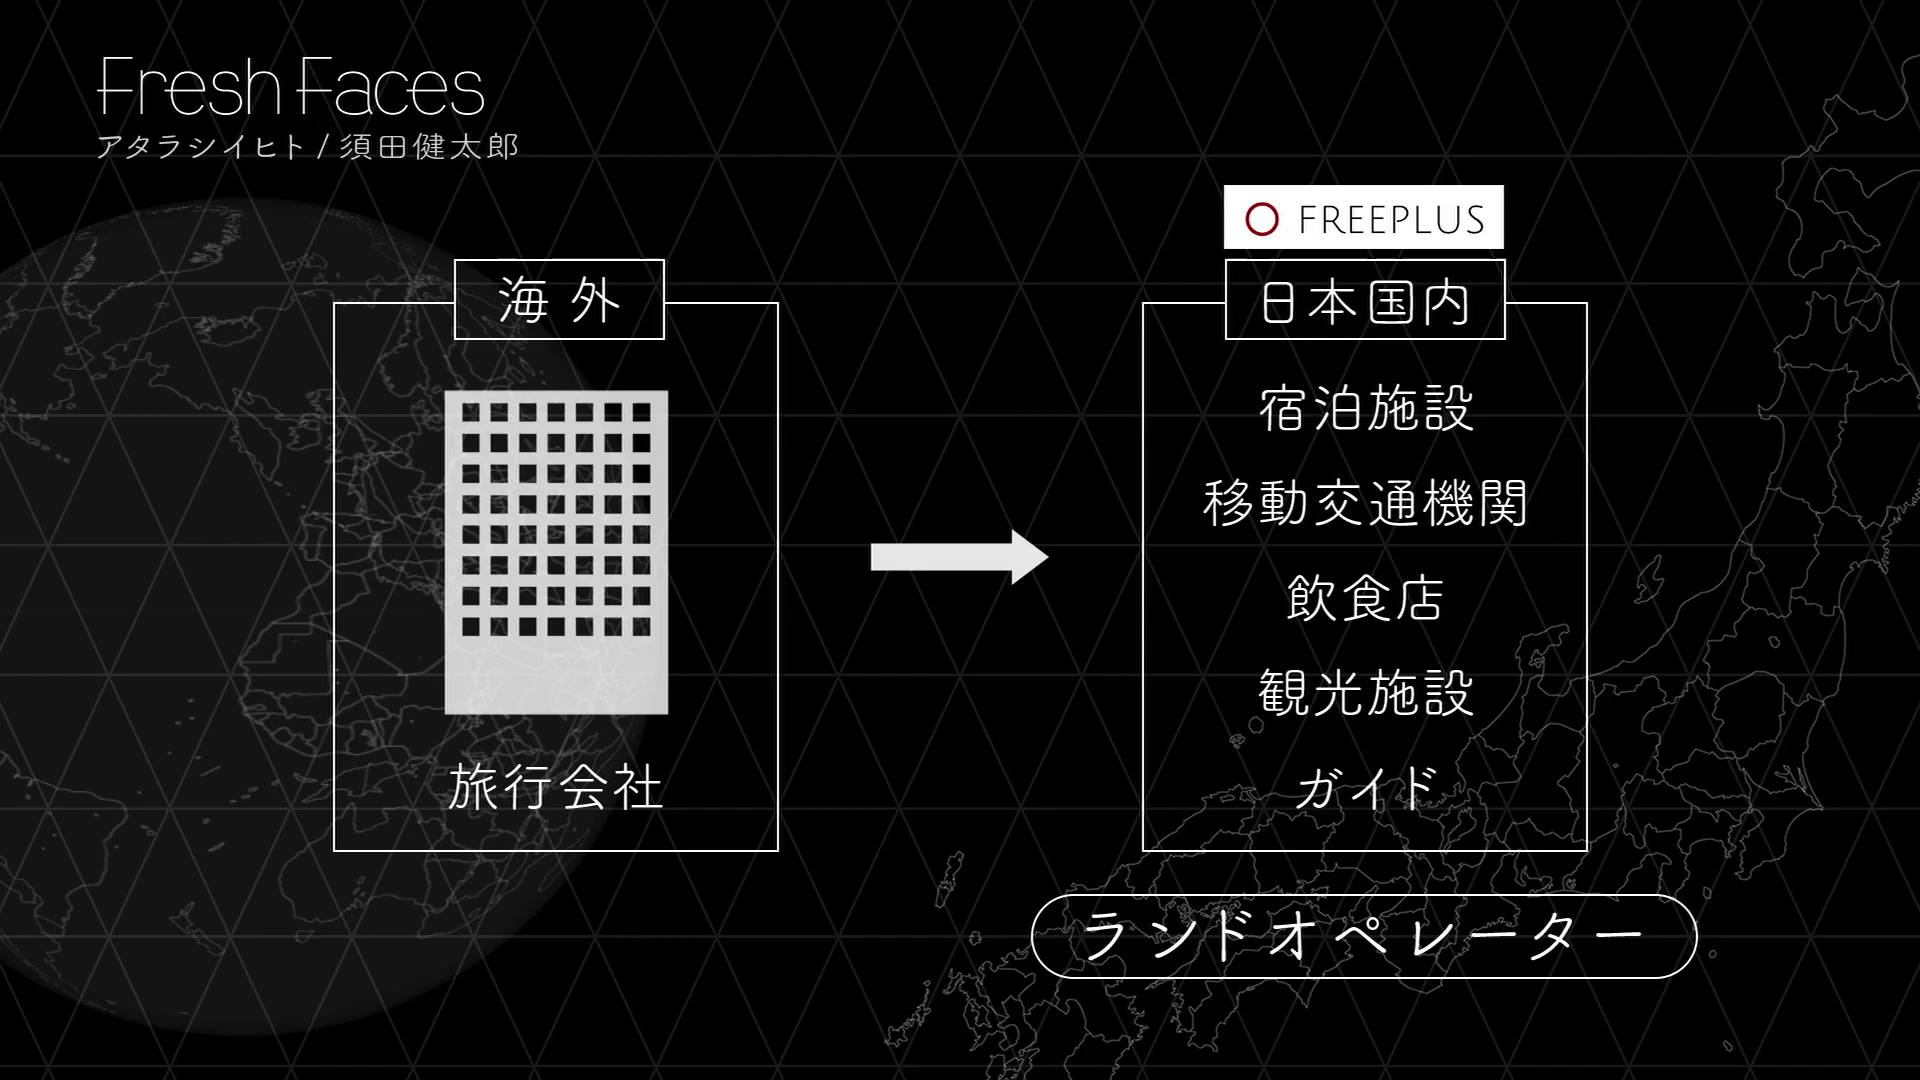 Fresh Faces
アタラシイヒト / 須田健太郎
海外
旅行会社
FREEPLUS
日本国内
宿泊施設
移動交通機関
飲食店
観光施設
ガイド
ランドオペレーター